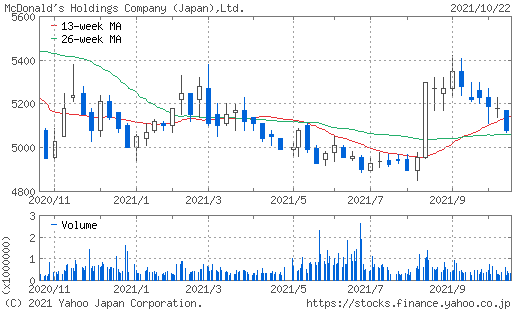 McDonald's Holdings Company (Japan),Ltd. 2021/10/22
5600
13-week MA
26-week MA
5400
5200
5000
4800
2020/11 2021/1 2021/3 2021/5 2021/7 2021/9
3
Volume
2
1
0
(x1000000)
2020/11 2021/1 2021/3 2021/5 2021/7 2021/9
(C) 2021 Yahoo Japan Corporation. https://stocks.finance.yahoo.co.jp/